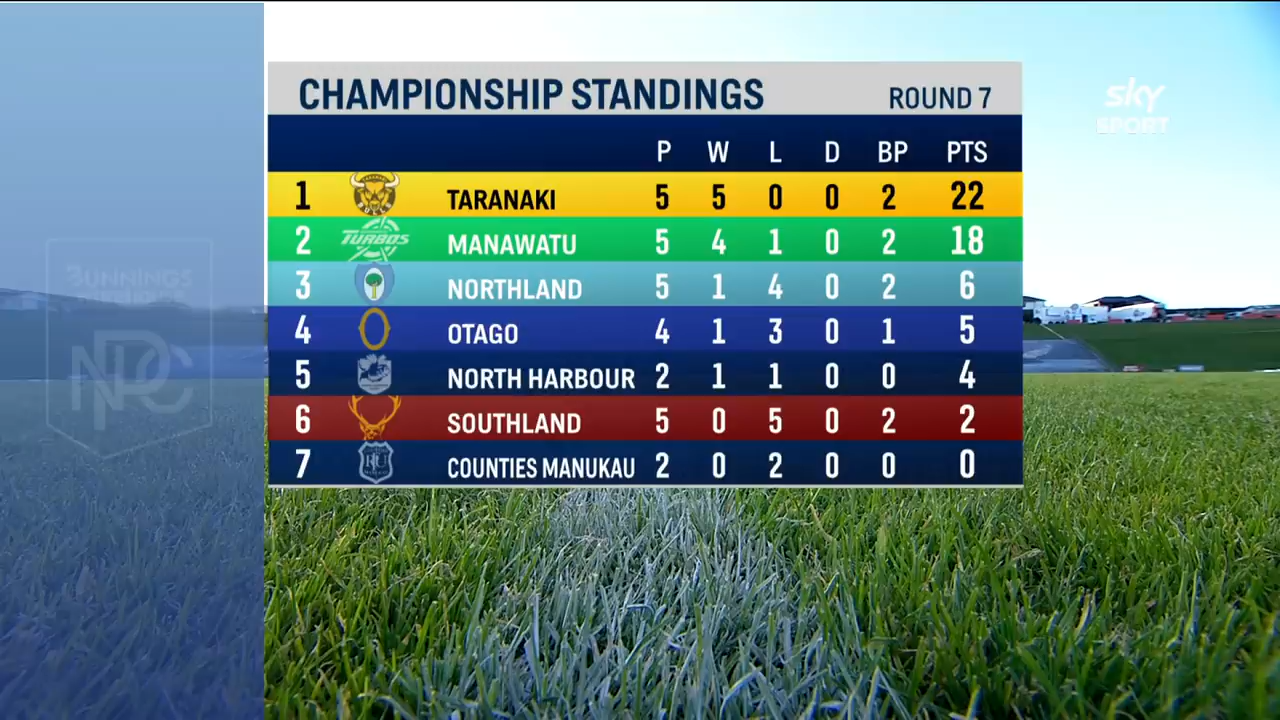 CHAMPIONSHIP STANDINGS ROUND 7
sky
SPORT
P W L D BP PTS
1 TARANAKI 5 5 0 0 2 22
2 TURBOS MANAWATU 5 4 1 0 2 18
3 NORTHLAND 5 1 4 0 2 6
4 OTAGO 4 1 3 0 1 5
5 NORTH HARBOUR 2 1 1 0 0 4
6 SOUTHLAND 5 0 5 0 2 2
7 COUNTIES MANUKAU 2 0 2 0 0 0
BUNNINGS
NPC